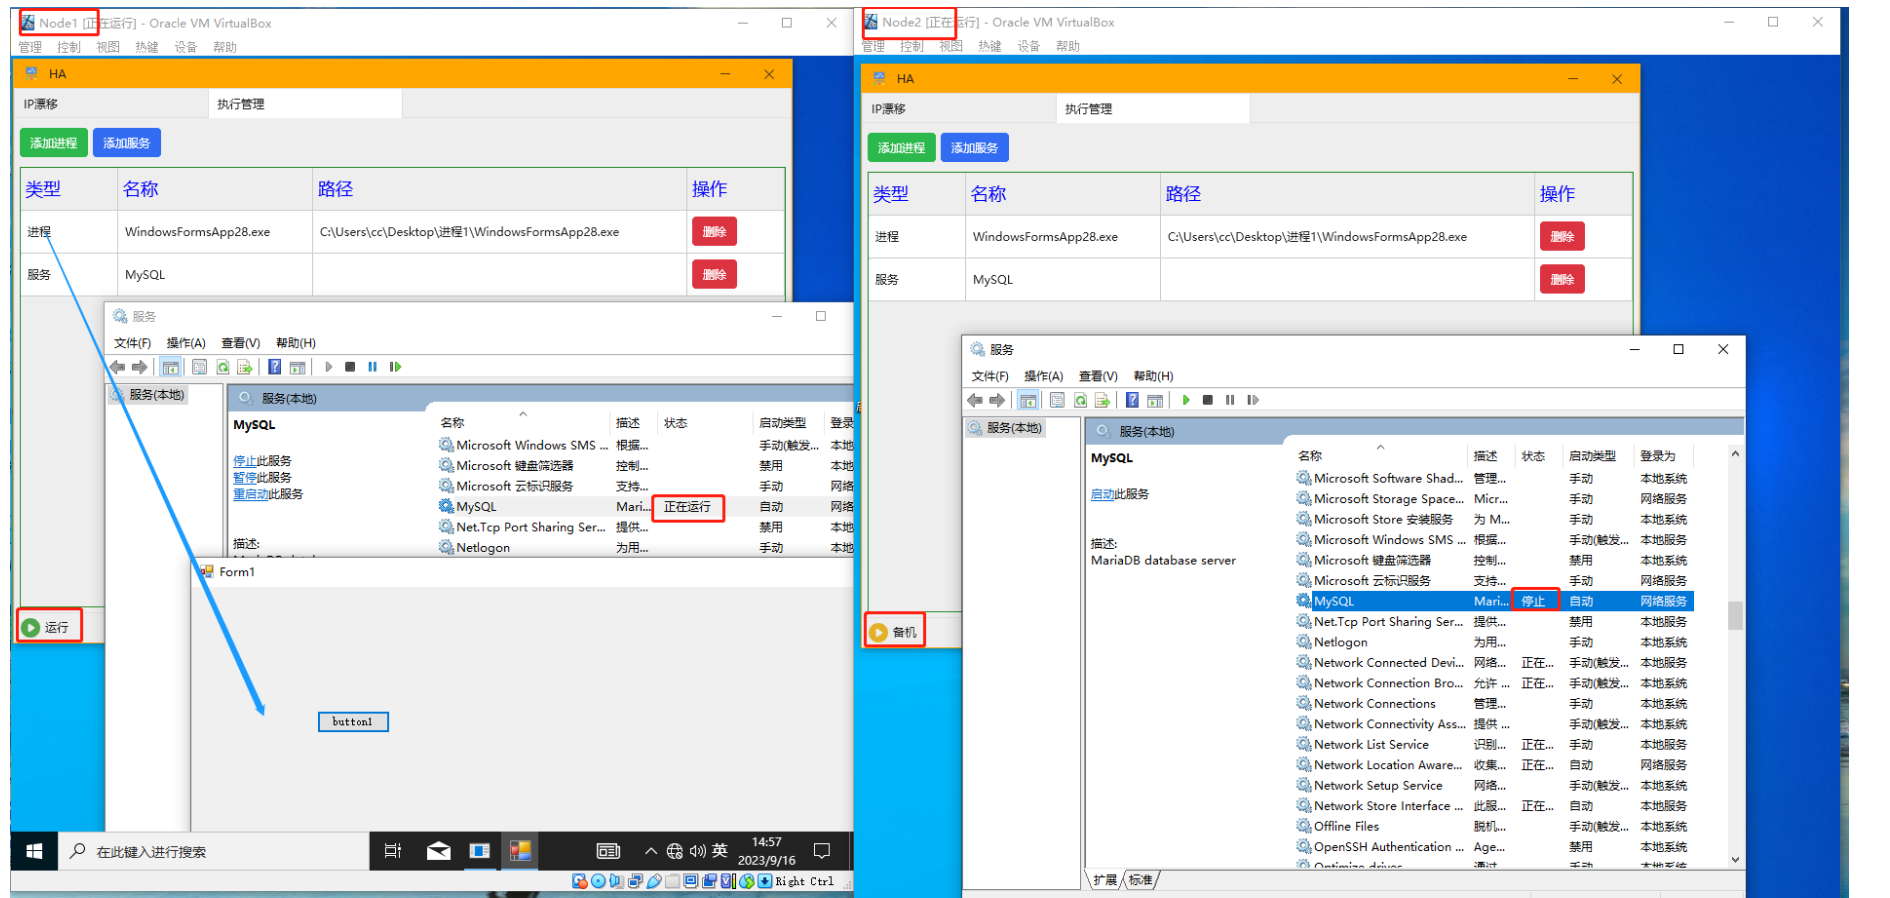 Node1 [正在运行] - Oracle VM VirtualBox
管理 控制 视图 热键 设备 帮助
HA
IP漂移 执行管理
添加进程 添加服务
类型 名称 路径 操作
进程 WindowsFormsApp28.exe C:\Users\cc\Desktop\进程1\WindowsFormsApp28.exe 删除
服务 MySQL 删除
服务
文件(F) 操作(A) 查看(V) 帮助(H)
服务(本地)
服务(本地)
MySQL
停止此服务
暂停此服务
重启动此服务
描述:
名称 描述 状态 启动类型 登录
Microsoft Windows SMS ... 根据... 手动(触发... 本地
Microsoft 键盘筛选器 控制... 禁用 本地
Microsoft 云标识服务 支持... 手动 网络
MySQL Mari... 正在运行 自动 网络
Net.Tcp Port Sharing Ser... 提供... 禁用 本地
Netlogon 为用... 手动 本地
Form1
button1
运行
在此键入进行搜索
英
14:57
2023/9/16
Right Ctrl
Node2 [正在运行] - Oracle VM VirtualBox
管理 控制 视图 热键 设备 帮助
HA
IP漂移 执行管理
添加进程 添加服务
类型 名称 路径 操作
进程 WindowsFormsApp28.exe C:\Users\cc\Desktop\进程1\WindowsFormsApp28.exe 删除
服务 MySQL 删除
备机
服务
文件(F) 操作(A) 查看(V) 帮助(H)
服务(本地)
服务(本地)
MySQL
启动此服务
描述:
MariaDB database server
名称 描述 状态 启动类型 登录为
Microsoft Software Shad... 管理... 手动 本地系统
Microsoft Storage Space... Micr... 手动 网络服务
Microsoft Store 安装服务 为 M... 手动 本地系统
Microsoft Windows SMS ... 根据... 手动(触发... 本地服务
Microsoft 键盘筛选器 控制... 禁用 本地系统
Microsoft 云标识服务 支持... 手动 网络服务
MySQL Mari... 停止 自动 网络服务
Net.Tcp Port Sharing Ser... 提供... 禁用 本地服务
Netlogon 为用... 手动 本地系统
Network Connected Devi... 网络... 正在... 手动(触发... 本地服务
Network Connection Bro... 允许 ... 正在... 手动(触发... 本地系统
Network Connections 管理... 手动 本地系统
Network Connectivity Ass... 提供 ... 手动(触发... 本地系统
Network List Service 识别... 正在... 手动 本地服务
Network Location Aware... 收集... 正在... 自动 网络服务
Network Setup Service 网络... 手动(触发... 本地系统
Network Store Interface ... 此服... 正在... 自动 本地服务
Offline Files 脱机... 手动(触发... 本地系统
OpenSSH Authentication ... Age... 禁用 本地系统
Optimize drives 通过... 手动 本地系统
扩展 标准